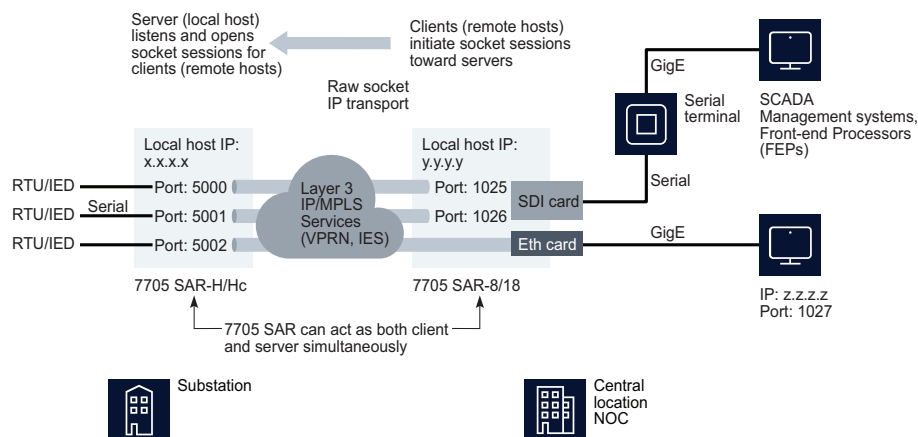 Server (local host)
listens and opens
socket sessions for
clients (remote hosts)
Clients (remote hosts)
initiate socket sessions
toward servers
Raw socket
IP transport
GigE
Serial
terminal
SCADA
Management systems,
Front-end Processors
(FEPs)
Local host IP:
x.x.x.x
Local host IP:
y.y.y.y
Serial
RTU/IED
Port: 5000
Layer 3
IP/MPLS
Services
(VPRN, IES)
Port: 1025
SDI card
RTU/IED
Serial
Port: 5001
Port: 1026
RTU/IED
Port: 5002
Eth card
GigE
7705 SAR-H/Hc
7705 SAR-8/18
IP: z.z.z.z
Port: 1027
7705 SAR can act as both client
and server simultaneously
Substation
Central
location
NOC